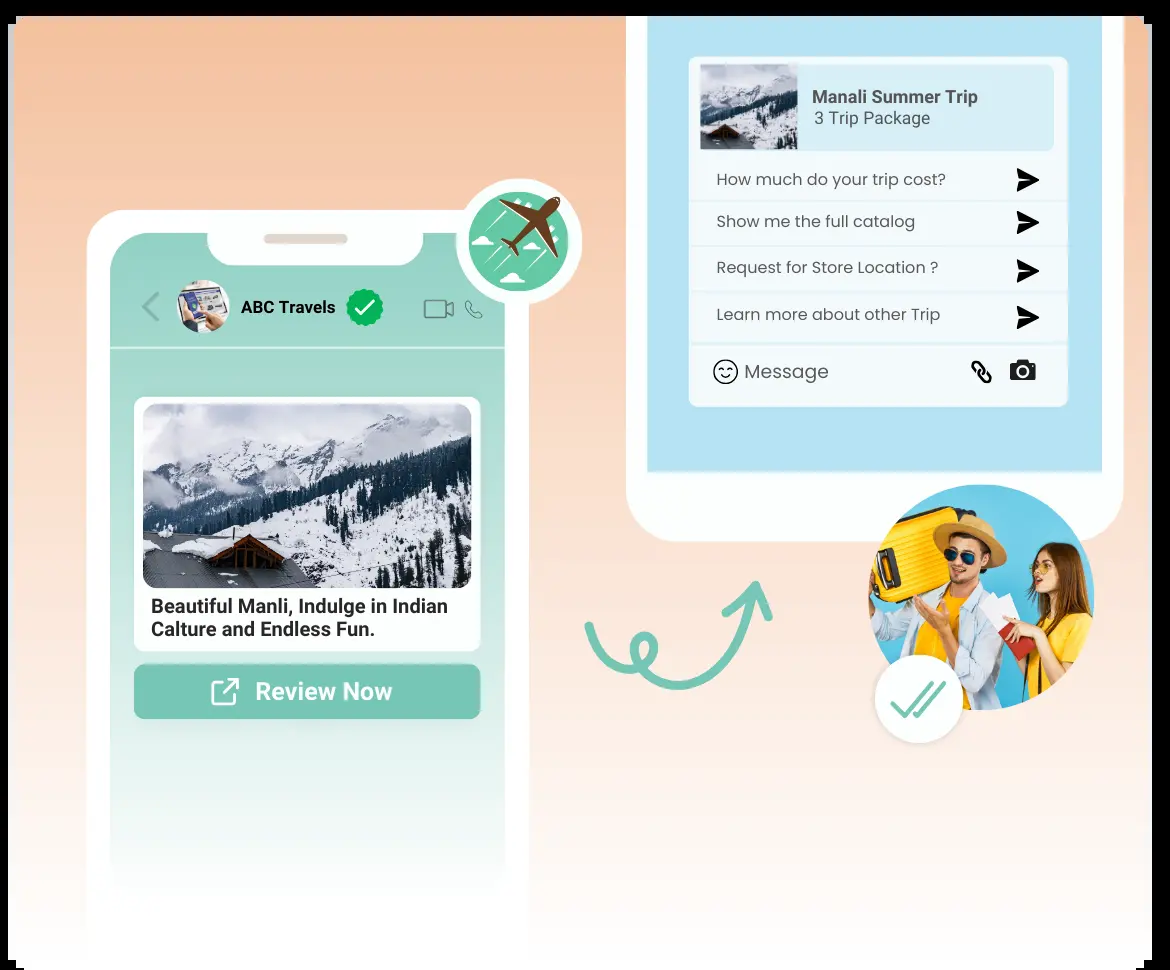 ABC Travels
Beautiful Manli, Indulge in Indian
Calture and Endless Fun.
Review Now
Manali Summer Trip
3 Trip Package
How much do your trip cost?
Show me the full catalog
Request for Store Location ?
Learn more about other Trip
Message